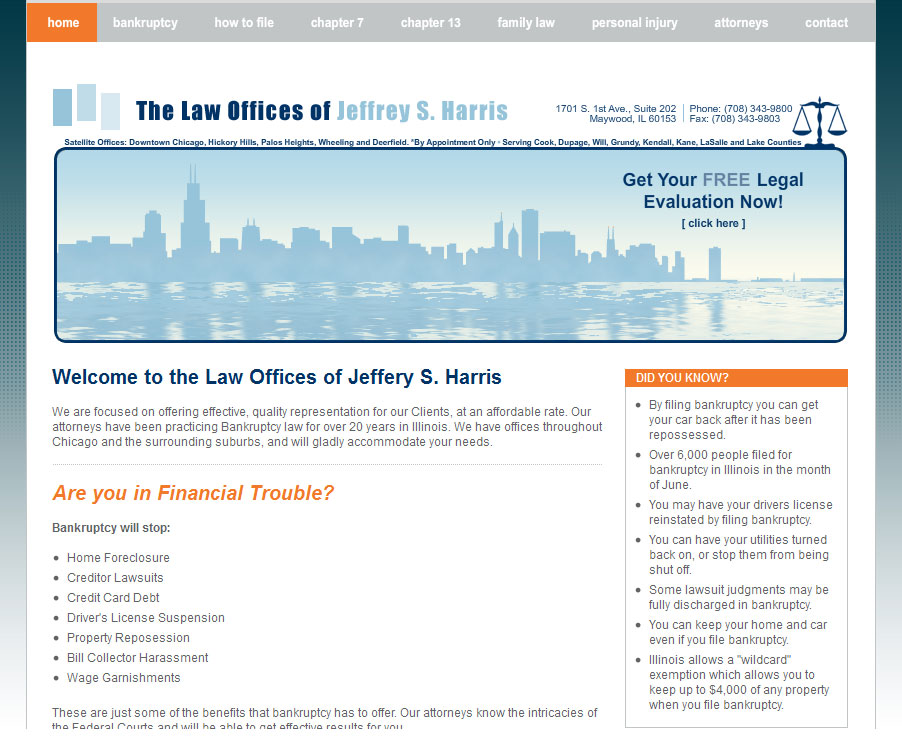 home bankruptcy how to file chapter 7 chapter 13 family law personal injury attorneys contact
The Law Offices of Jeffrey S. Harris
1701 S. 1st Ave., Suite 202
Maywood, IL 60153
Phone: (708) 343-9800
Fax: (708) 343-9803
Satellite Offices: Downtown Chicago, Hickory Hills, Palos Heights, Wheeling and Deerfield. *By Appointment Only · Serving Cook, Dupage, Will, Grundy, Kendall, Kane, LaSalle and Lake Counties
Get Your FREE Legal
Evaluation Now!
[ click here ]
Welcome to the Law Offices of Jeffery S. Harris
We are focused on offering effective, quality representation for our Clients, at an affordable rate. Our
attorneys have been practicing Bankruptcy law for over 20 years in Illinois. We have offices throughout
Chicago and the surrounding suburbs, and will gladly accommodate your needs.
Are you in Financial Trouble?
Bankruptcy will stop:
• Home Foreclosure
• Creditor Lawsuits
• Credit Card Debt
• Driver's License Suspension
• Property Reposession
• Bill Collector Harassment
• Wage Garnishments
These are just some of the benefits that bankruptcy has to offer. Our attorneys know the intricacies of
the Federal Courts and will be able to get effective results for you.
DID YOU KNOW?
• By filing bankruptcy you can get
your car back after it has been
repossessed.
• Over 6,000 people filed for
bankruptcy in Illinois in the month
of June.
• You may have your drivers license
reinstated by filing bankruptcy.
• You can have your utilities turned
back on, or stop them from being
shut off.
• Some lawsuit judgments may be
fully discharged in bankruptcy.
• You can keep your home and car
even if you file bankruptcy.
• Illinois allows a "wildcard"
exemption which allows you to
keep up to $4,000 of any property
when you file bankruptcy.